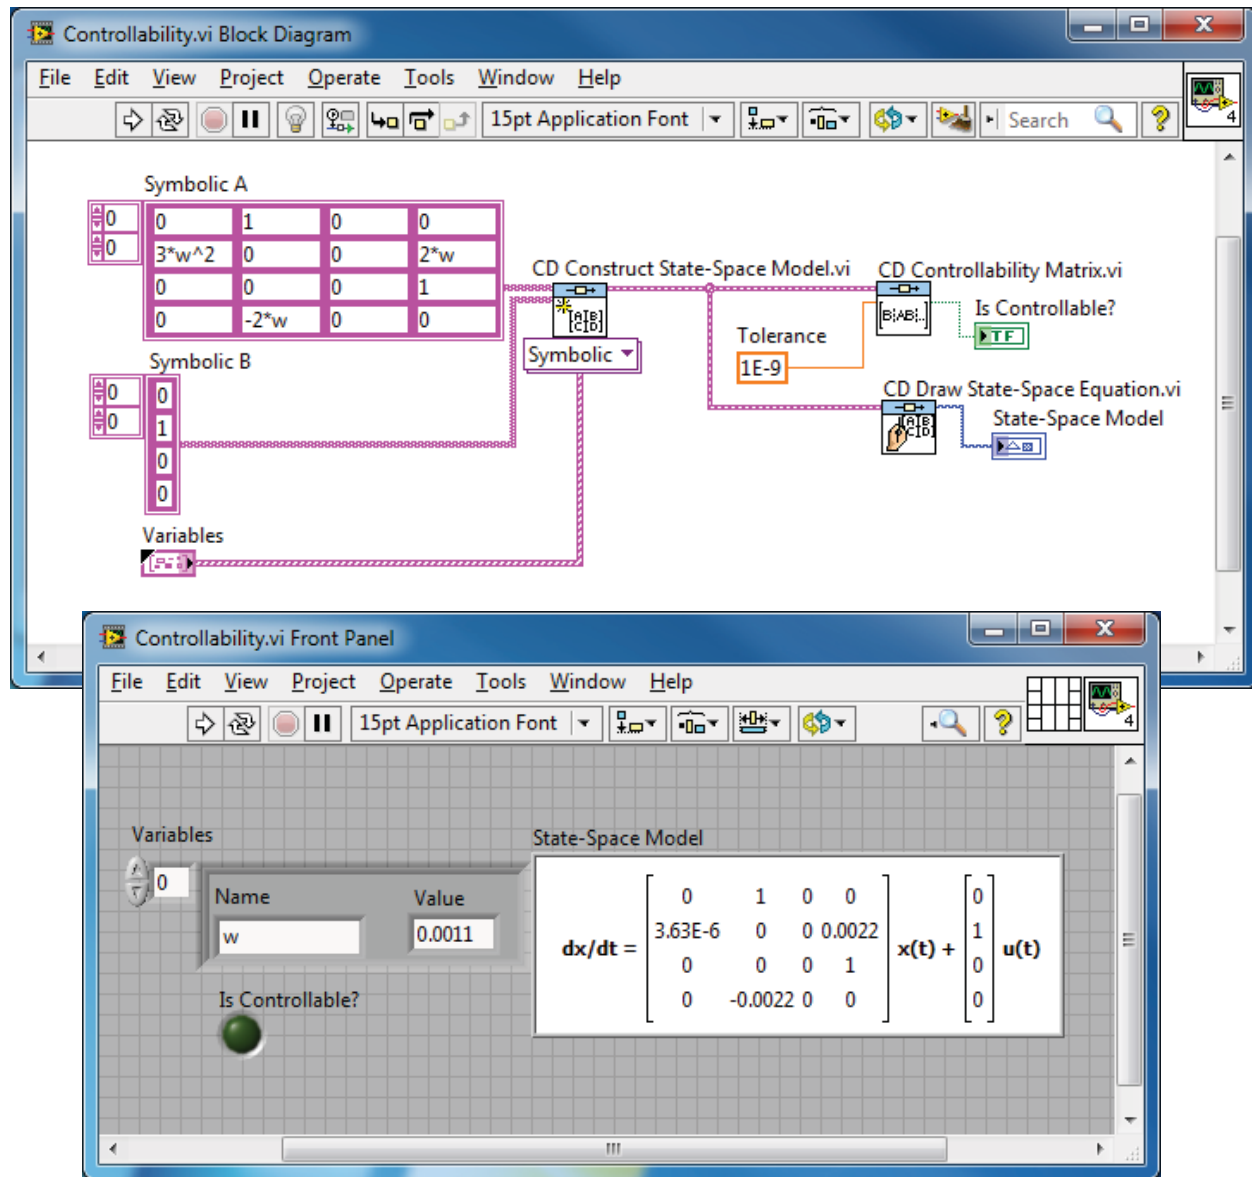 Controllability.vi Block Diagram
File Edit View Project Operate Tools Window Help
15pt Application Font
Search
4
Symbolic A
0
0
0 1 0 0
3*w^2 0 0 2*w
0 0 0 1
0 -2*w 0 0
CD Construct State-Space Model.vi
[A|B]
[C|D]
Symbolic
CD Controllability Matrix.vi
[B¦AB¦..]
Is Controllable?
TF
Tolerance
1E-9
Symbolic B
0
0
0
1
0
0
CD Draw State-Space Equation.vi
[A|B]
[C|D]
State-Space Model
Variables
Controllability.vi Front Panel
File Edit View Project Operate Tools Window Help
15pt Application Font
4
Variables
0
Name Value
w 0.0011
Is Controllable?
State-Space Model
dx/dt = [ 0 1 0 0
3.63E-6 0 0 0.0022
0 0 0 1
0 -0.0022 0 0 ] x(t) + [ 0
1
0
0 ] u(t)